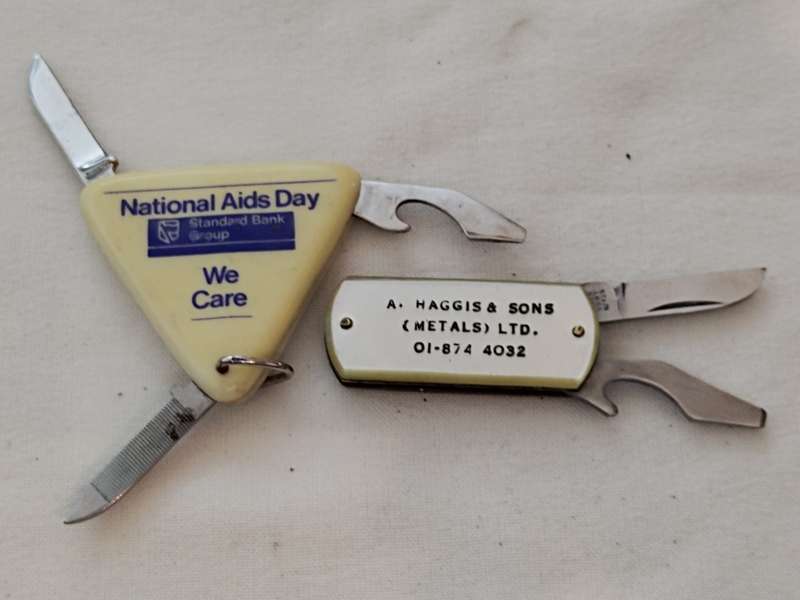 National Aids Day
Standard Bank
Group
We
Care
A. HAGGIS & SONS
(METALS) LTD.
01-874 4032